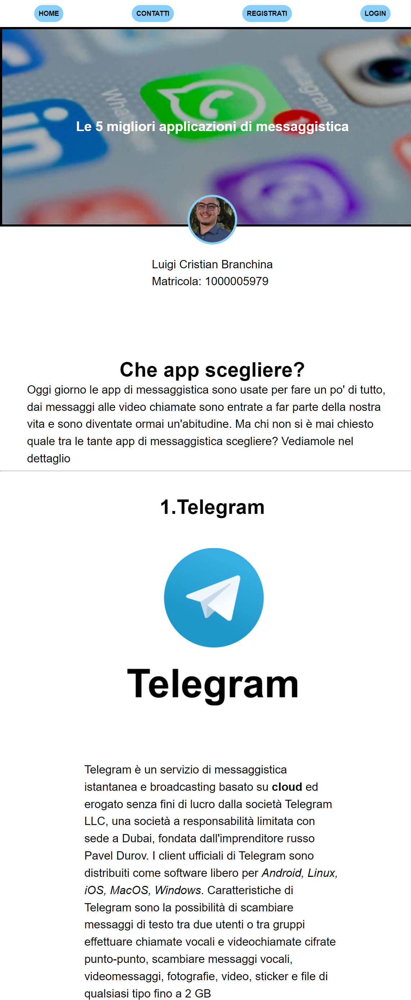 HOME CONTATTI REGISTRATI LOGIN
WhatsApp
Le 5 migliori applicazioni di messaggistica
Luigi Cristian Branchina
Matricola: 1000005979
Che app scegliere?
Oggi giorno le app di messaggistica sono usate per fare un po' di tutto,
dai messaggi alle video chiamate sono entrate a far parte della nostra
vita e sono diventate ormai un'abitudine. Ma chi non si è mai chiesto
quale tra le tante app di messaggistica scegliere? Vediamole nel
dettaglio
1.Telegram
Telegram
Telegram è un servizio di messaggistica
istantanea e broadcasting basato su cloud ed
erogato senza fini di lucro dalla società Telegram
LLC, una società a responsabilità limitata con
sede a Dubai, fondata dall'imprenditore russo
Pavel Durov. I client ufficiali di Telegram sono
distribuiti come software libero per Android, Linux,
iOS, MacOS, Windows. Caratteristiche di
Telegram sono la possibilità di scambiare
messaggi di testo tra due utenti o tra gruppi
effettuare chiamate vocali e videochiamate cifrate
punto-punto, scambiare messaggi vocali,
videomessaggi, fotografie, video, sticker e file di
qualsiasi tipo fino a 2 GB